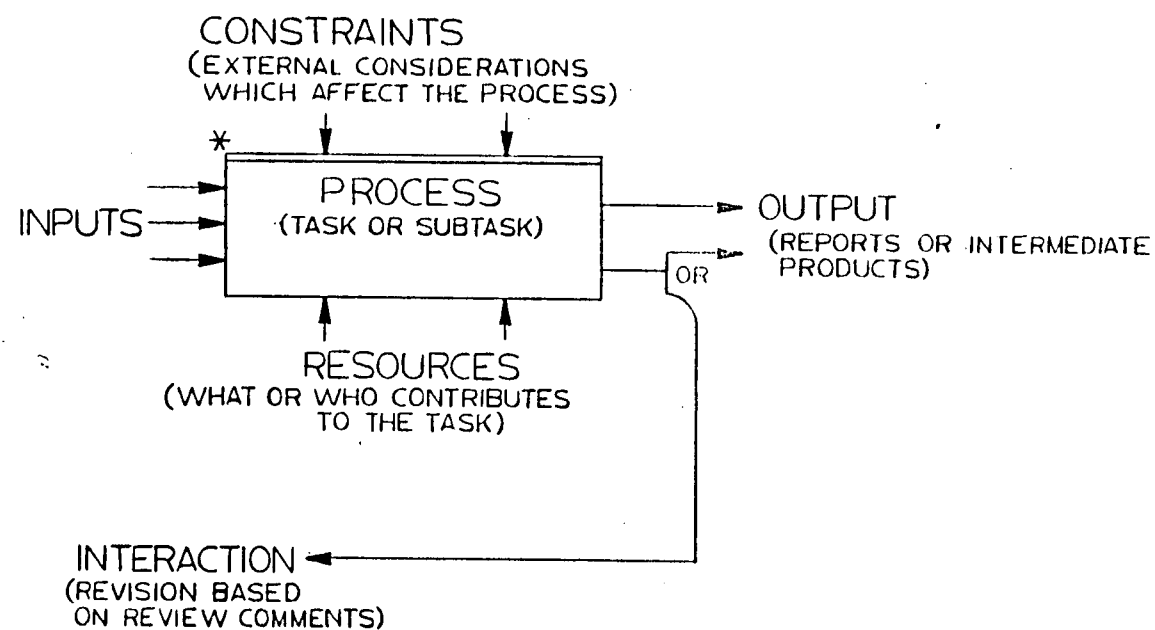 CONSTRAINTS
(EXTERNAL CONSIDERATIONS
WHICH AFFECT THE PROCESS)
*
PROCESS
(TASK OR SUBTASK)
INPUTS
OUTPUT
(REPORTS OR INTERMEDIATE
PRODUCTS)
OR
RESOURCES
(WHAT OR WHO CONTRIBUTES
TO THE TASK)
INTERACTION
(REVISION BASED
ON REVIEW COMMENTS)